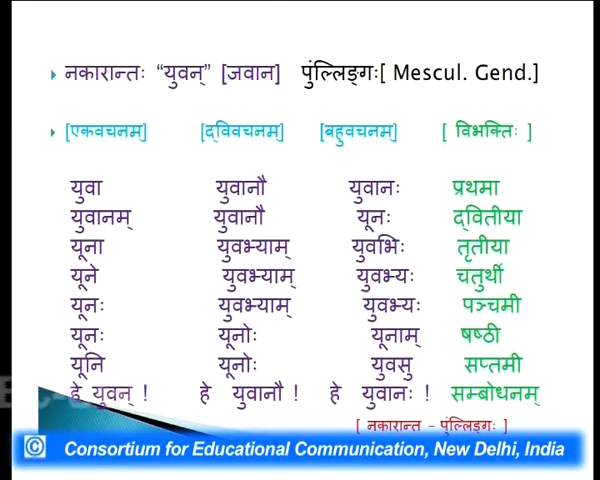 नकारान्तः “युवन्” [जवान] पुंल्लिङ्गः[ Mescul. Gend.]
[एकवचनम्] [द्विवचनम्] [बहुवचनम्] [ विभक्तिः ]
युवा युवानौ युवानः प्रथमा
युवानम् युवानौ यूनः द्वितीया
यूना युवभ्याम् युवभिः तृतीया
यूने युवभ्याम् युवभ्यः चतुर्थी
यूनः युवभ्याम् युवभ्यः पञ्चमी
यूनः यूनोः यूनाम् षष्ठी
यूनि यूनोः युवसु सप्तमी
हे युवन् ! हे युवानौ ! हे युवानः ! सम्बोधनम्
[ नकारान्त - पुंल्लिङ्गः ]
© Consortium for Educational Communication, New Delhi, India